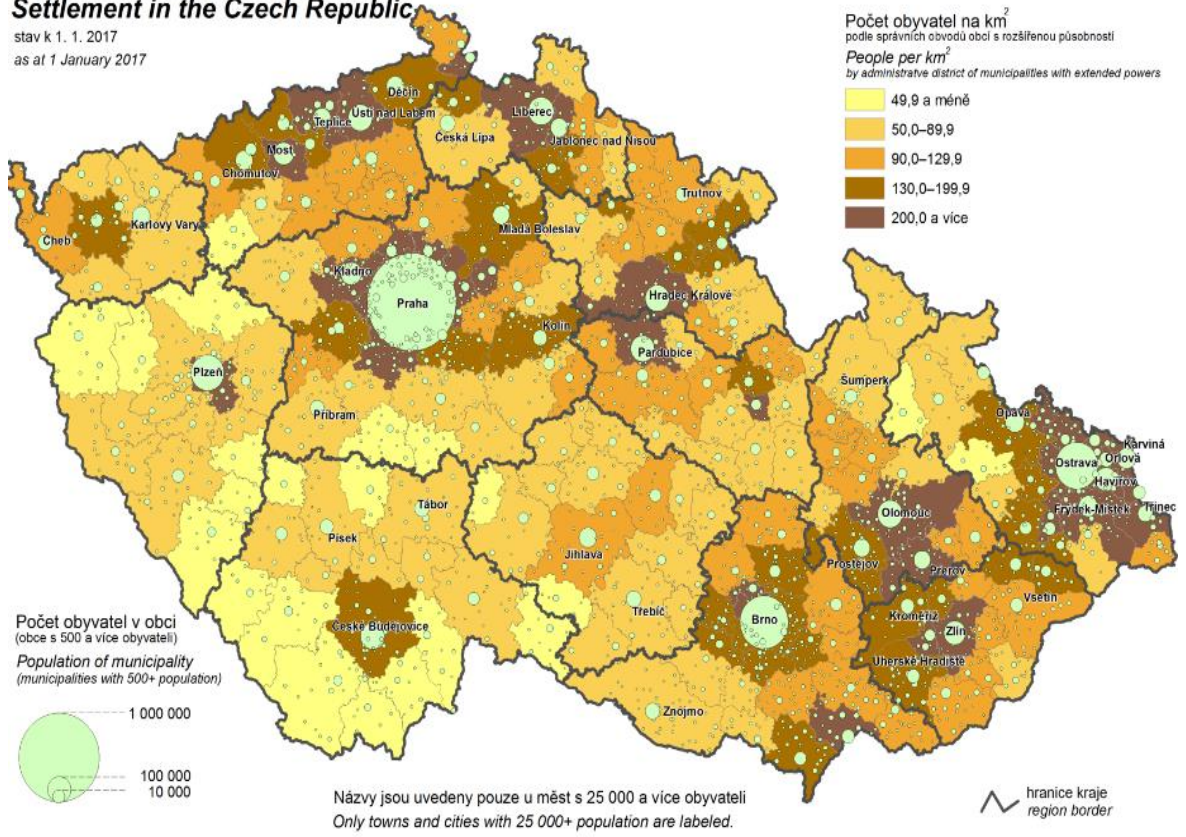 Settlement in the Czech Republic
stav k 1. 1. 2017
as at 1 January 2017
Počet obyvatel na km²
podle správních obvodů obcí s rozšířenou působností
People per km²
by administratve district of municipalities with extended powers
49,9 a méně
50,0–89,9
90,0–129,9
130,0–199,9
200,0 a více
Děčín
Teplice
Ústí nad Labem
Liberec
Česká Lípa
Jablonec nad Nisou
Most
Chomutov
Trutnov
Karlovy Vary
Mladá Boleslav
Cheb
Kladno
Hradec Králové
Praha
Kolín
Pardubice
Plzeň
Šumperk
Příbram
Opava
Karviná
Orlová
Ostrava
Havířov
Tábor
Olomouc
Frýdek-Místek
Třinec
Písek
Jihlava
Prostějov
Přerov
Třebíč
Vsetín
Kroměříž
České Budějovice
Brno
Zlín
Uherské Hradiště
Znojmo
Počet obyvatel v obci
(obce s 500 a více obyvateli)
Population of municipality
(municipalities with 500+ population)
1 000 000
100 000
10 000
Názvy jsou uvedeny pouze u měst s 25 000 a více obyvateli
Only towns and cities with 25 000+ population are labeled.
hranice kraje
region border